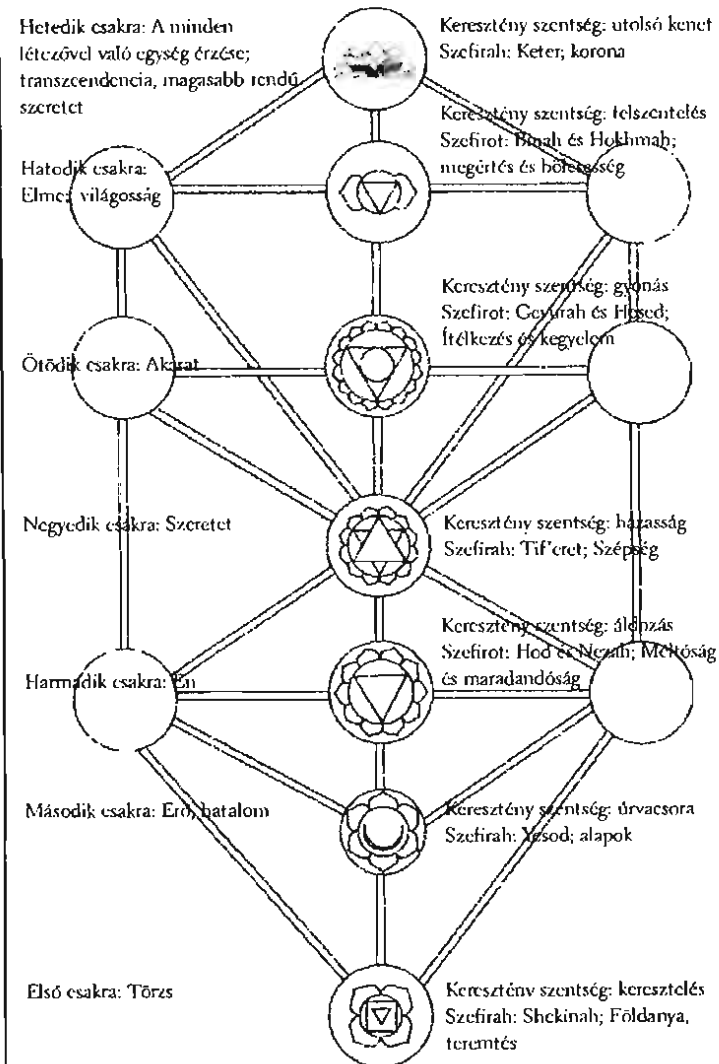 Hetedik csakra: A minden
létezővel való egység érzése;
transzcendencia, magasabb rendű
szeretet
Keresztény szentség: utolsó kenet
Szefirah: Keter; korona
Keresztény szentség: felszentelés
Szefirot: Binah és Hokhmah;
megértés és bölcsesség
Hatodik csakra:
Elme; világosság
Keresztény szentség: gyónás
Szefirot: Gevurah és Hesed;
Ítélkezés és kegyelem
Ötödik csakra: Akarat
Negyedik csakra: Szeretet
Keresztény szentség: házasság
Szefirah: Tif'eret; Szépség
Keresztény szentség: áldozás
Szefirot: Hod és Nezah; Méltóság
és maradandóság
Harmadik csakra: Én
Második csakra: Erő, hatalom
Keresztény szentség: úrvacsora
Szefirah: Yesod; alapok
Első csakra: Törzs
Keresztény szentség: keresztelés
Szefirah: Shekinah; Földanya,
teremtés